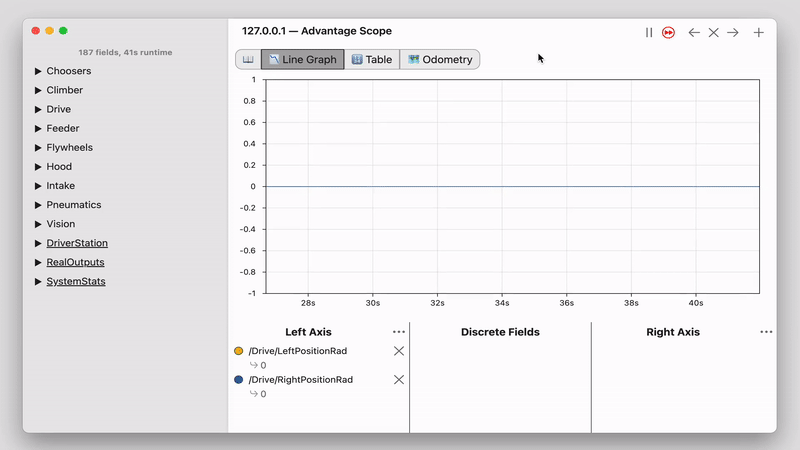 127.0.0.1 — Advantage Scope
187 fields, 41s runtime
Choosers
Climber
Drive
Feeder
Flywheels
Hood
Intake
Pneumatics
Vision
DriverStation
RealOutputs
SystemStats
Line Graph
Table
Odometry
1
0.8
0.6
0.4
0.2
0
-0.2
-0.4
-0.6
-0.8
-1
28s 30s 32s 34s 36s 38s 40s
Left Axis
/Drive/LeftPositionRad
0
/Drive/RightPositionRad
0
Discrete Fields
Right Axis